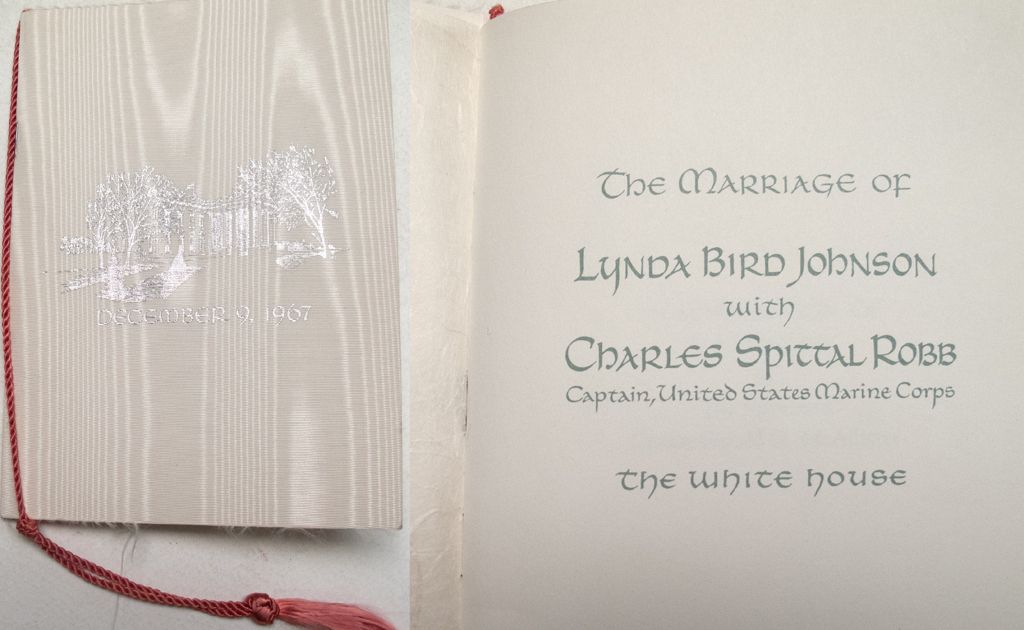 DECEMBER 9, 1967
The Marriage of
Lynda Bird Johnson
with
Charles Spittal Robb
Captain, United States Marine Corps
The White House